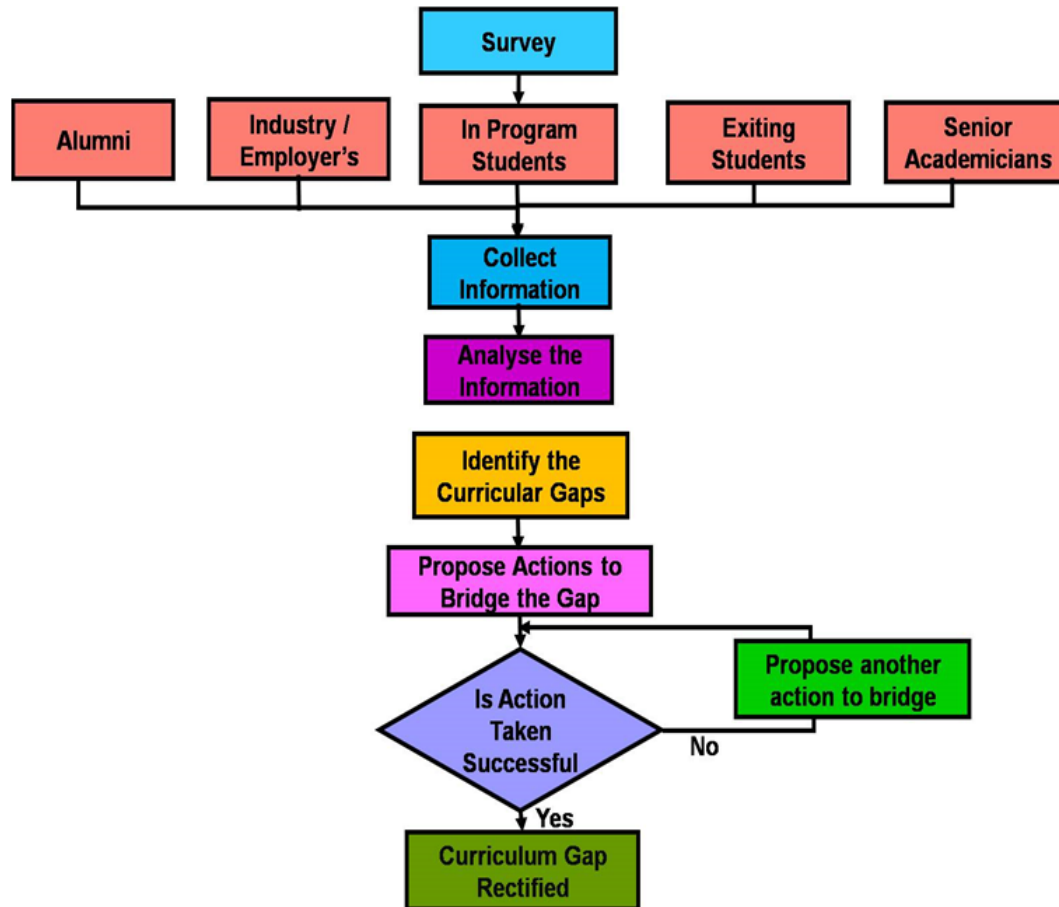 Survey
Alumni
Industry /
Employer's
In Program
Students
Exiting
Students
Senior
Academicians
Collect
Information
Analyse the
Information
Identify the
Curricular Gaps
Propose Actions to
Bridge the Gap
Propose another
action to bridge
Is Action
Taken
Successful
No
Yes
Curriculum Gap
Rectified